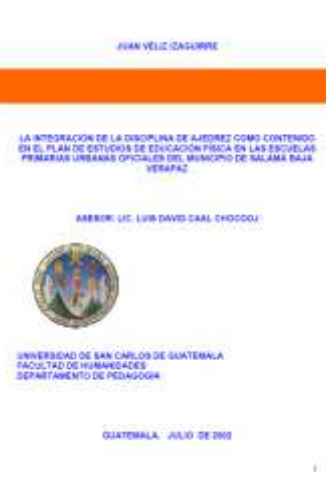 JUAN VÉLIZ IZAGUIRRE
LA INTEGRACIÓN DE LA DISCIPLINA DE AJEDREZ COMO CONTENIDO
EN EL PLAN DE ESTUDIOS DE EDUCACIÓN FÍSICA EN LAS ESCUELAS
PRIMARIAS URBANAS OFICIALES DEL MUNICIPIO DE SALAMÁ BAJA
VERAPAZ
ASESOR: LIC. LUIS DAVID CAAL CHOCOOJ
UNIVERSIDAD DE SAN CARLOS DE GUATEMALA
FACULTAD DE HUMANIDADES
DEPARTAMENTO DE PEDAGOGÍA
GUATEMALA, JULIO DE 2002